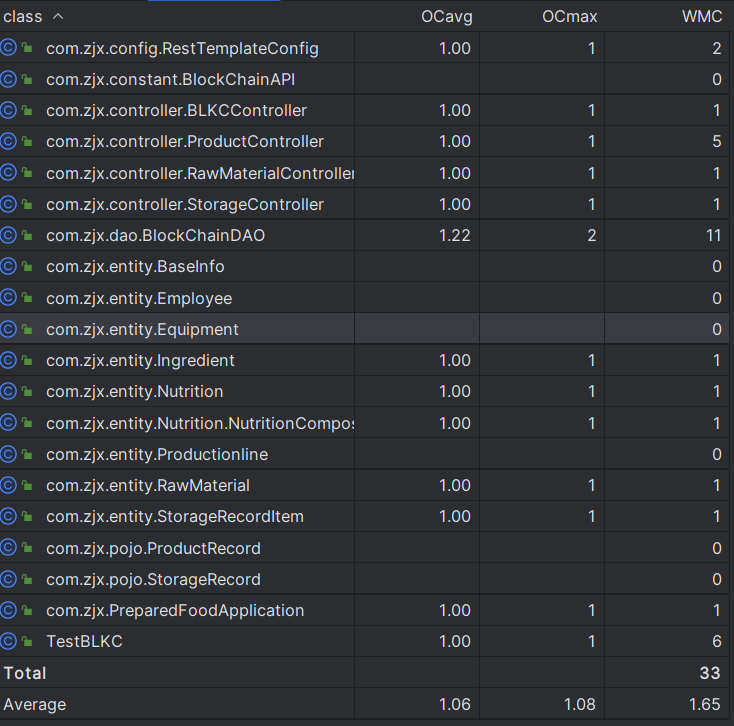 class OCavg OCmax WMC
com.zjx.config.RestTemplateConfig 1.00 1 2
com.zjx.constant.BlockChainAPI 0
com.zjx.controller.BLKCController 1.00 1 1
com.zjx.controller.ProductController 1.00 1 5
com.zjx.controller.RawMaterialController 1.00 1 1
com.zjx.controller.StorageController 1.00 1 1
com.zjx.dao.BlockChainDAO 1.22 2 11
com.zjx.entity.BaseInfo 0
com.zjx.entity.Employee 0
com.zjx.entity.Equipment 0
com.zjx.entity.Ingredient 1.00 1 1
com.zjx.entity.Nutrition 1.00 1 1
com.zjx.entity.Nutrition.NutritionCompos 1.00 1 1
com.zjx.entity.Productionline 0
com.zjx.entity.RawMaterial 1.00 1 1
com.zjx.entity.StorageRecordItem 1.00 1 1
com.zjx.pojo.ProductRecord 0
com.zjx.pojo.StorageRecord 0
com.zjx.PreparedFoodApplication 1.00 1 1
TestBLKC 1.00 1 6
Total 33
Average 1.06 1.08 1.65